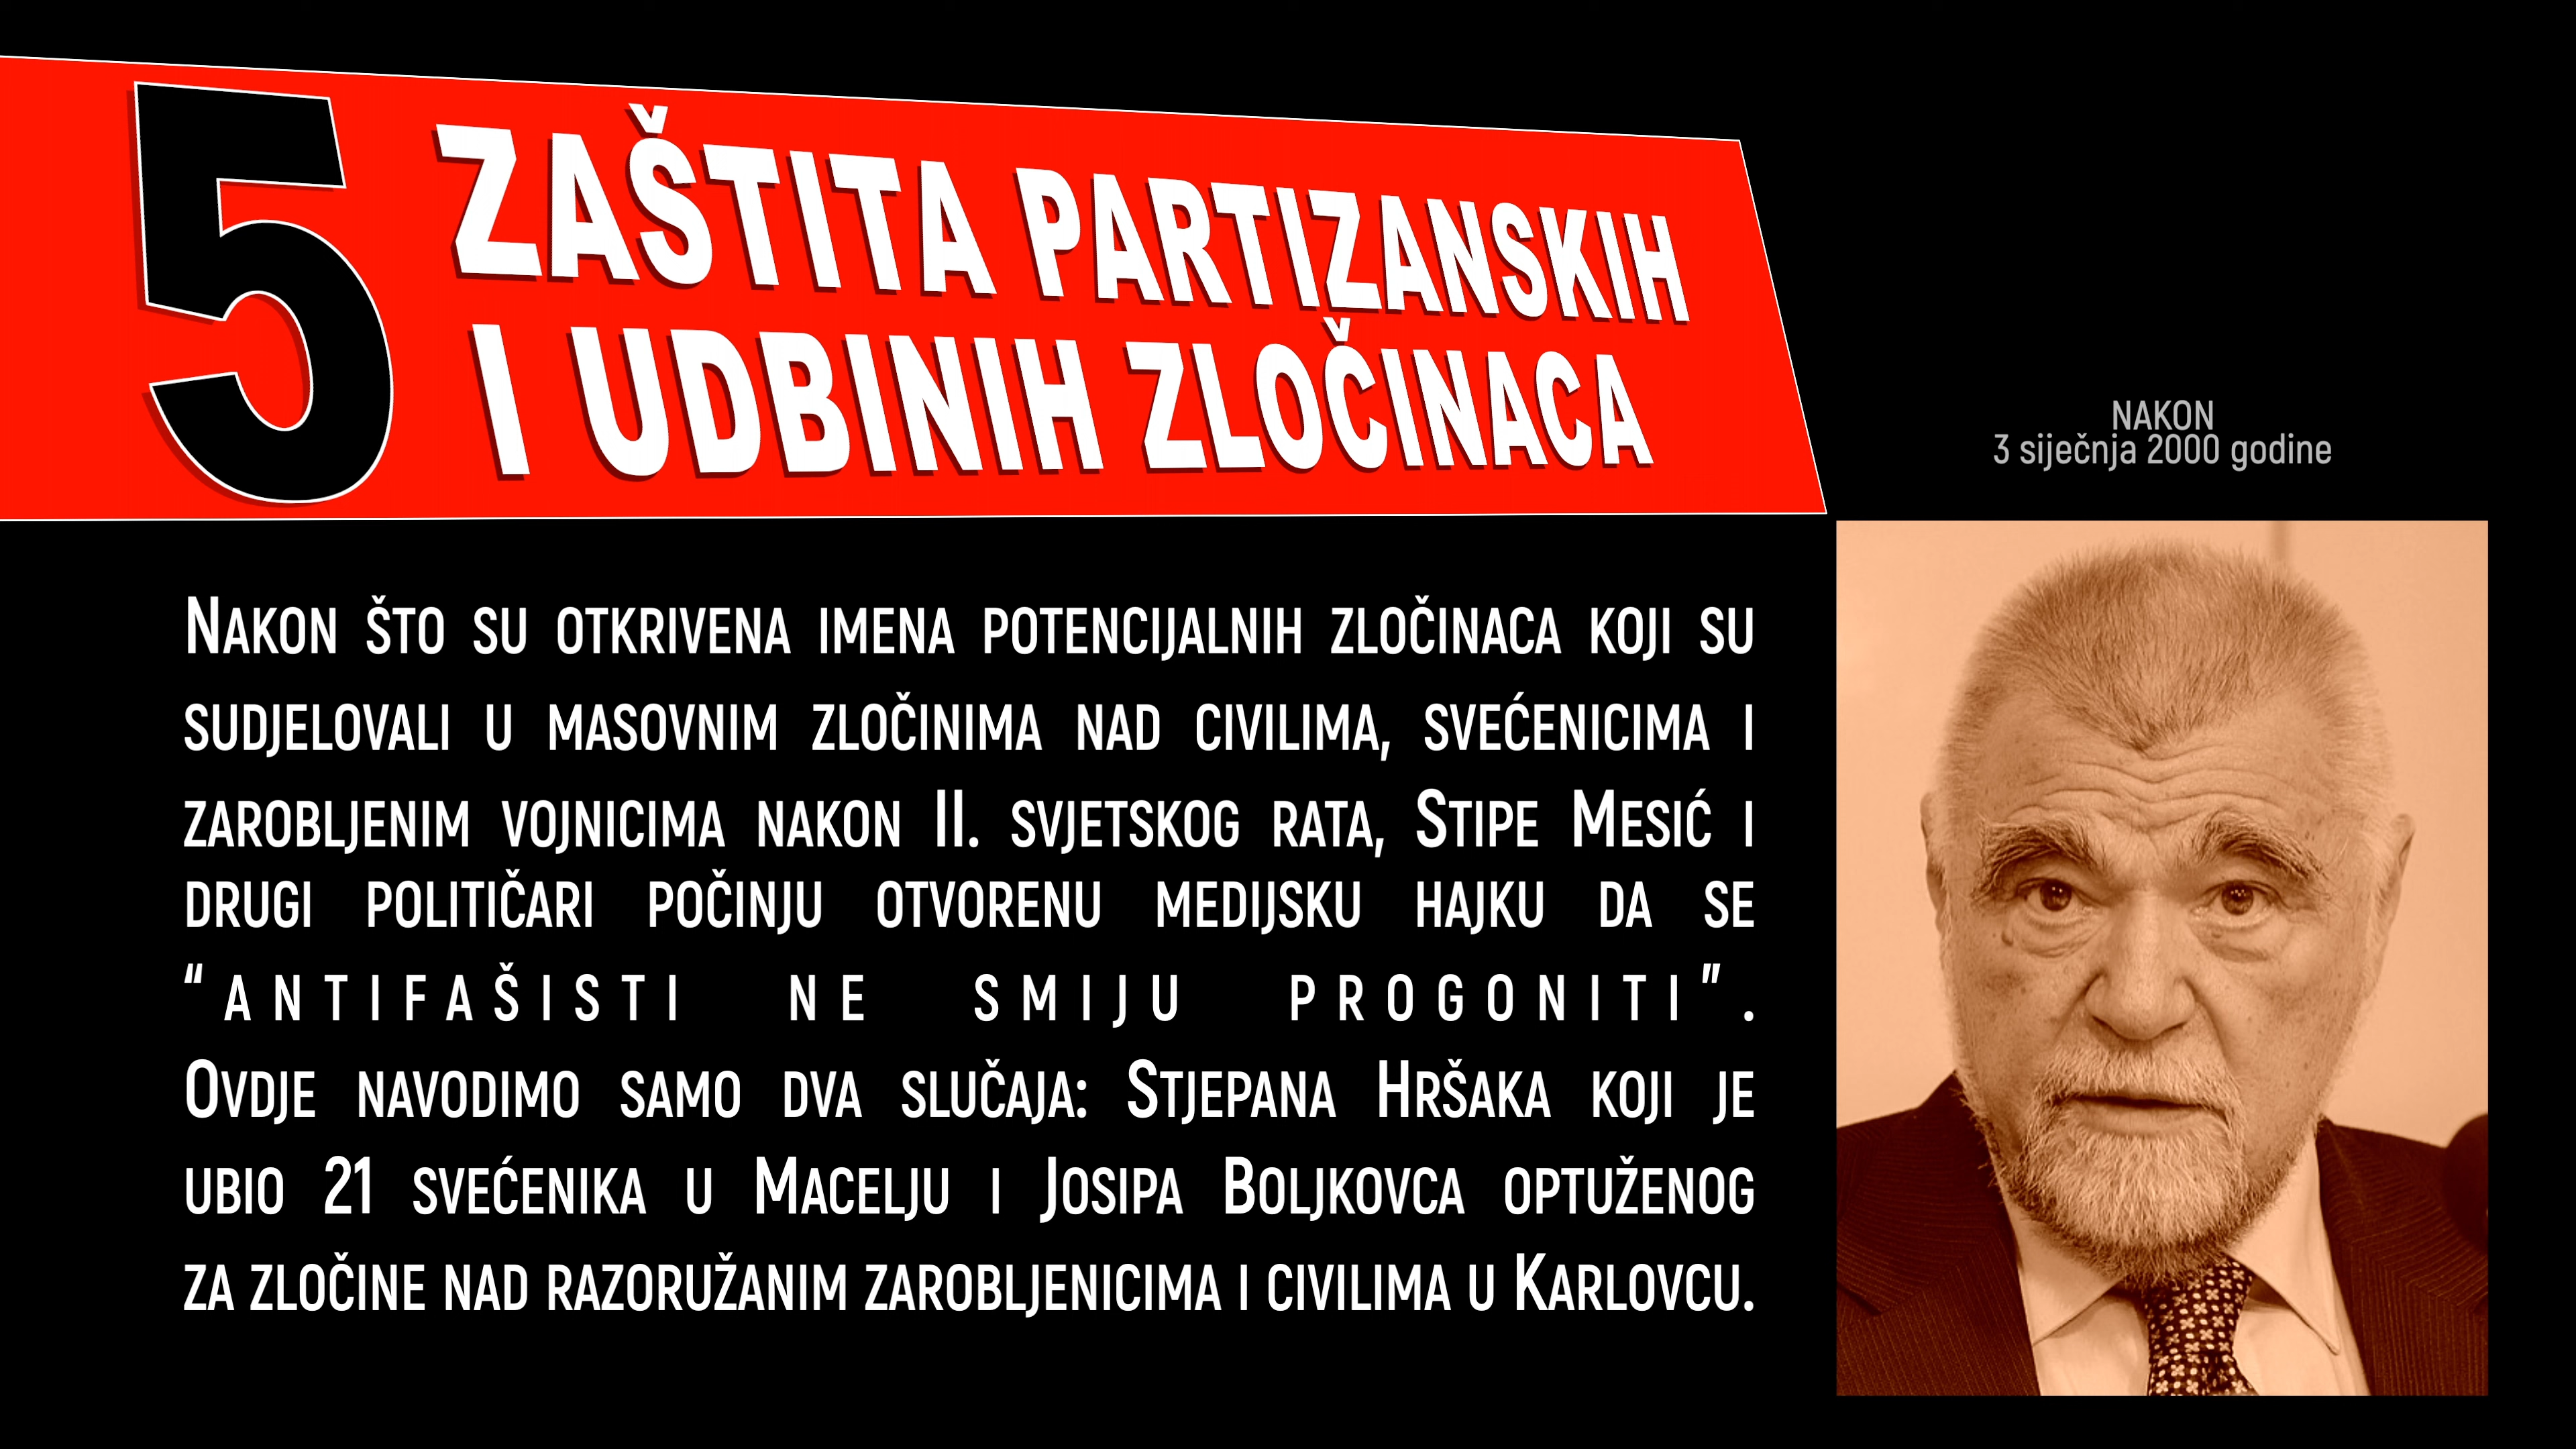 5
ZAŠTITA PARTIZANSKIH
I UDBINIH ZLOČINACA
NAKON
3 siječnja 2000 godine
NAKON ŠTO SU OTKRIVENA IMENA POTENCIJALNIH ZLOČINACA KOJI SU
SUDJELOVALI U MASOVNIM ZLOČINIMA NAD CIVILIMA, SVEĆENICIMA I
ZAROBLJENIM VOJNICIMA NAKON II. SVJETSKOG RATA, STIPE MESIĆ I
DRUGI POLITIČARI POČINJU OTVORENU MEDIJSKU HAJKU DA SE
“ANTIFAŠISTI NE SMIJU PROGONITI”.
OVDJE NAVODIMO SAMO DVA SLUČAJA: STJEPANA HRŠAKA KOJI JE
UBIO 21 SVEĆENIKA U MACELJU I JOSIPA BOLJKOVCA OPTUŽENOG
ZA ZLOČINE NAD RAZORUŽANIM ZAROBLJENICIMA I CIVILIMA U KARLOVCU.